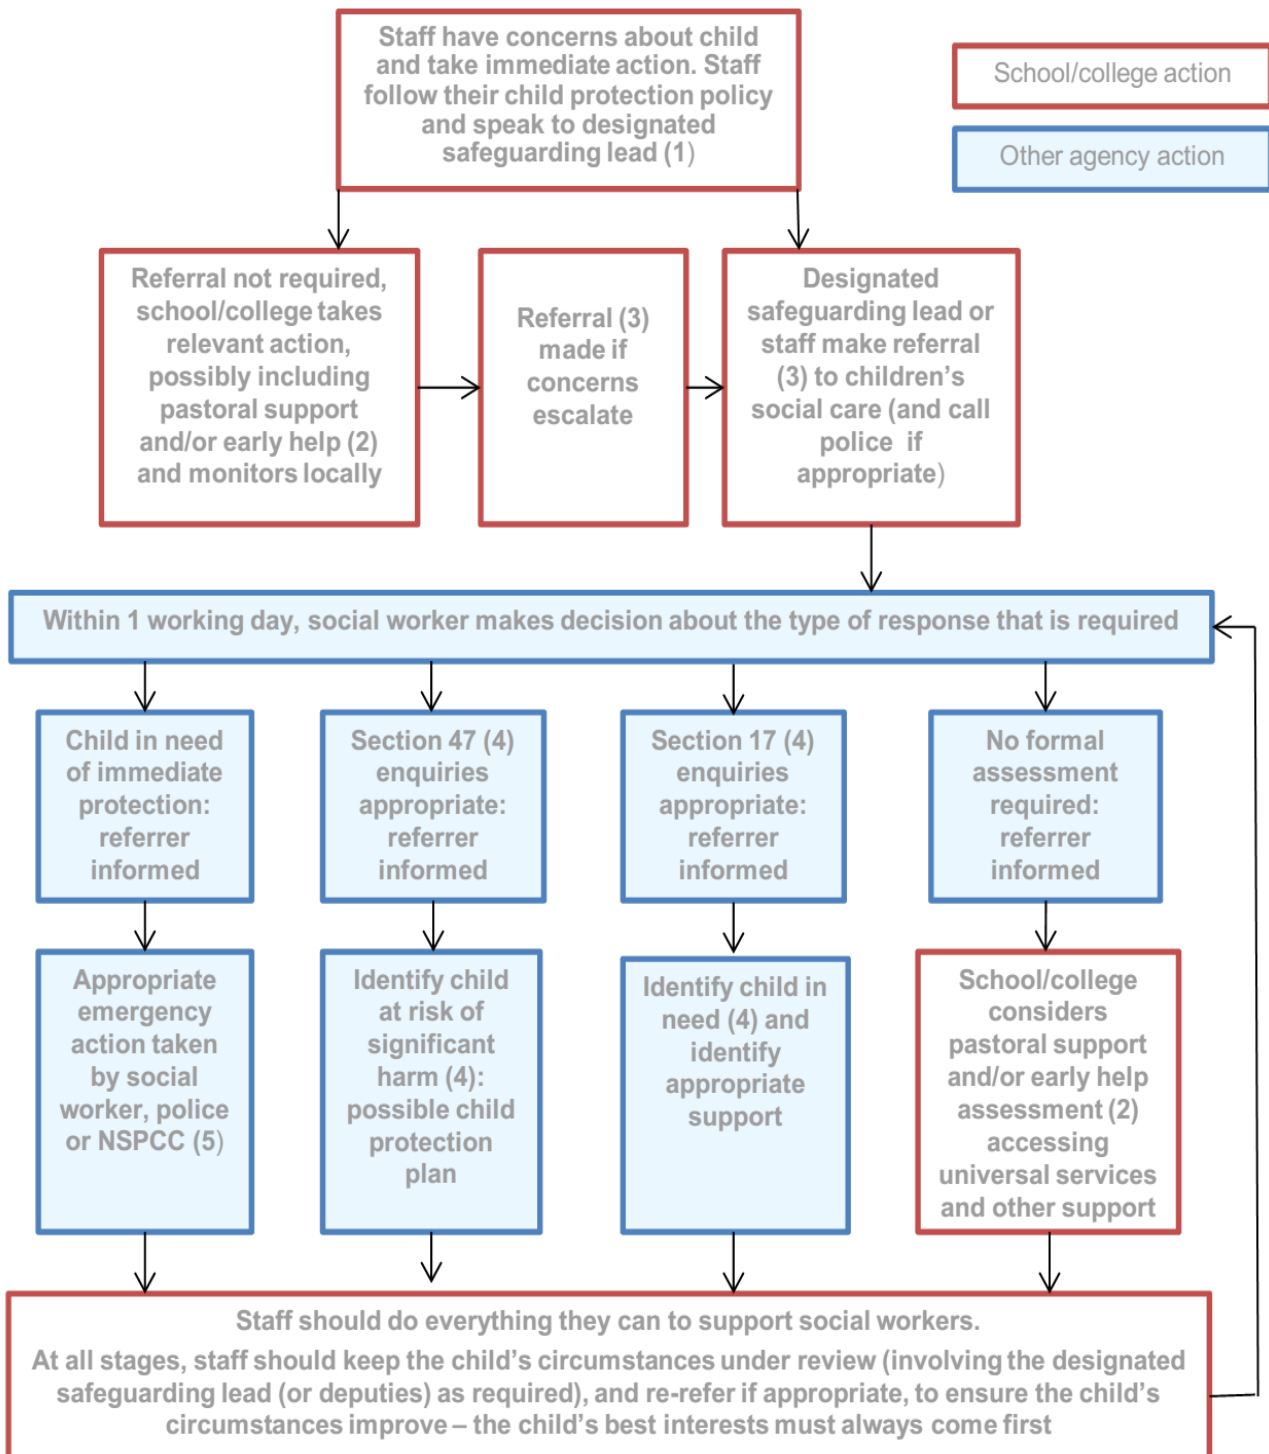 Staff have concerns about child
and take immediate action. Staff
follow their child protection policy
and speak to designated
safeguarding lead (1)
School/college action
Other agency action
Referral not required,
school/college takes
relevant action,
possibly including
pastoral support
and/or early help (2)
and monitors locally
Referral (3)
made if
concerns
escalate
Designated
safeguarding lead or
staff make referral
(3) to children’s
social care (and call
police if
appropriate)
Within 1 working day, social worker makes decision about the type of response that is required
Child in need
of immediate
protection:
referrer
informed
Section 47 (4)
enquiries
appropriate:
referrer
informed
Section 17 (4)
enquiries
appropriate:
referrer
informed
No formal
assessment
required:
referrer
informed
Appropriate
emergency
action taken
by social
worker, police
or NSPCC (5)
Identify child
at risk of
significant
harm (4):
possible child
protection
plan
Identify child in
need (4) and
identify
appropriate
support
School/college
considers
pastoral support
and/or early help
assessment (2)
accessing
universal services
and other support
Staff should do everything they can to support social workers.
At all stages, staff should keep the child’s circumstances under review (involving the designated
safeguarding lead (or deputies) as required), and re-refer if appropriate, to ensure the child’s
circumstances improve – the child’s best interests must always come first